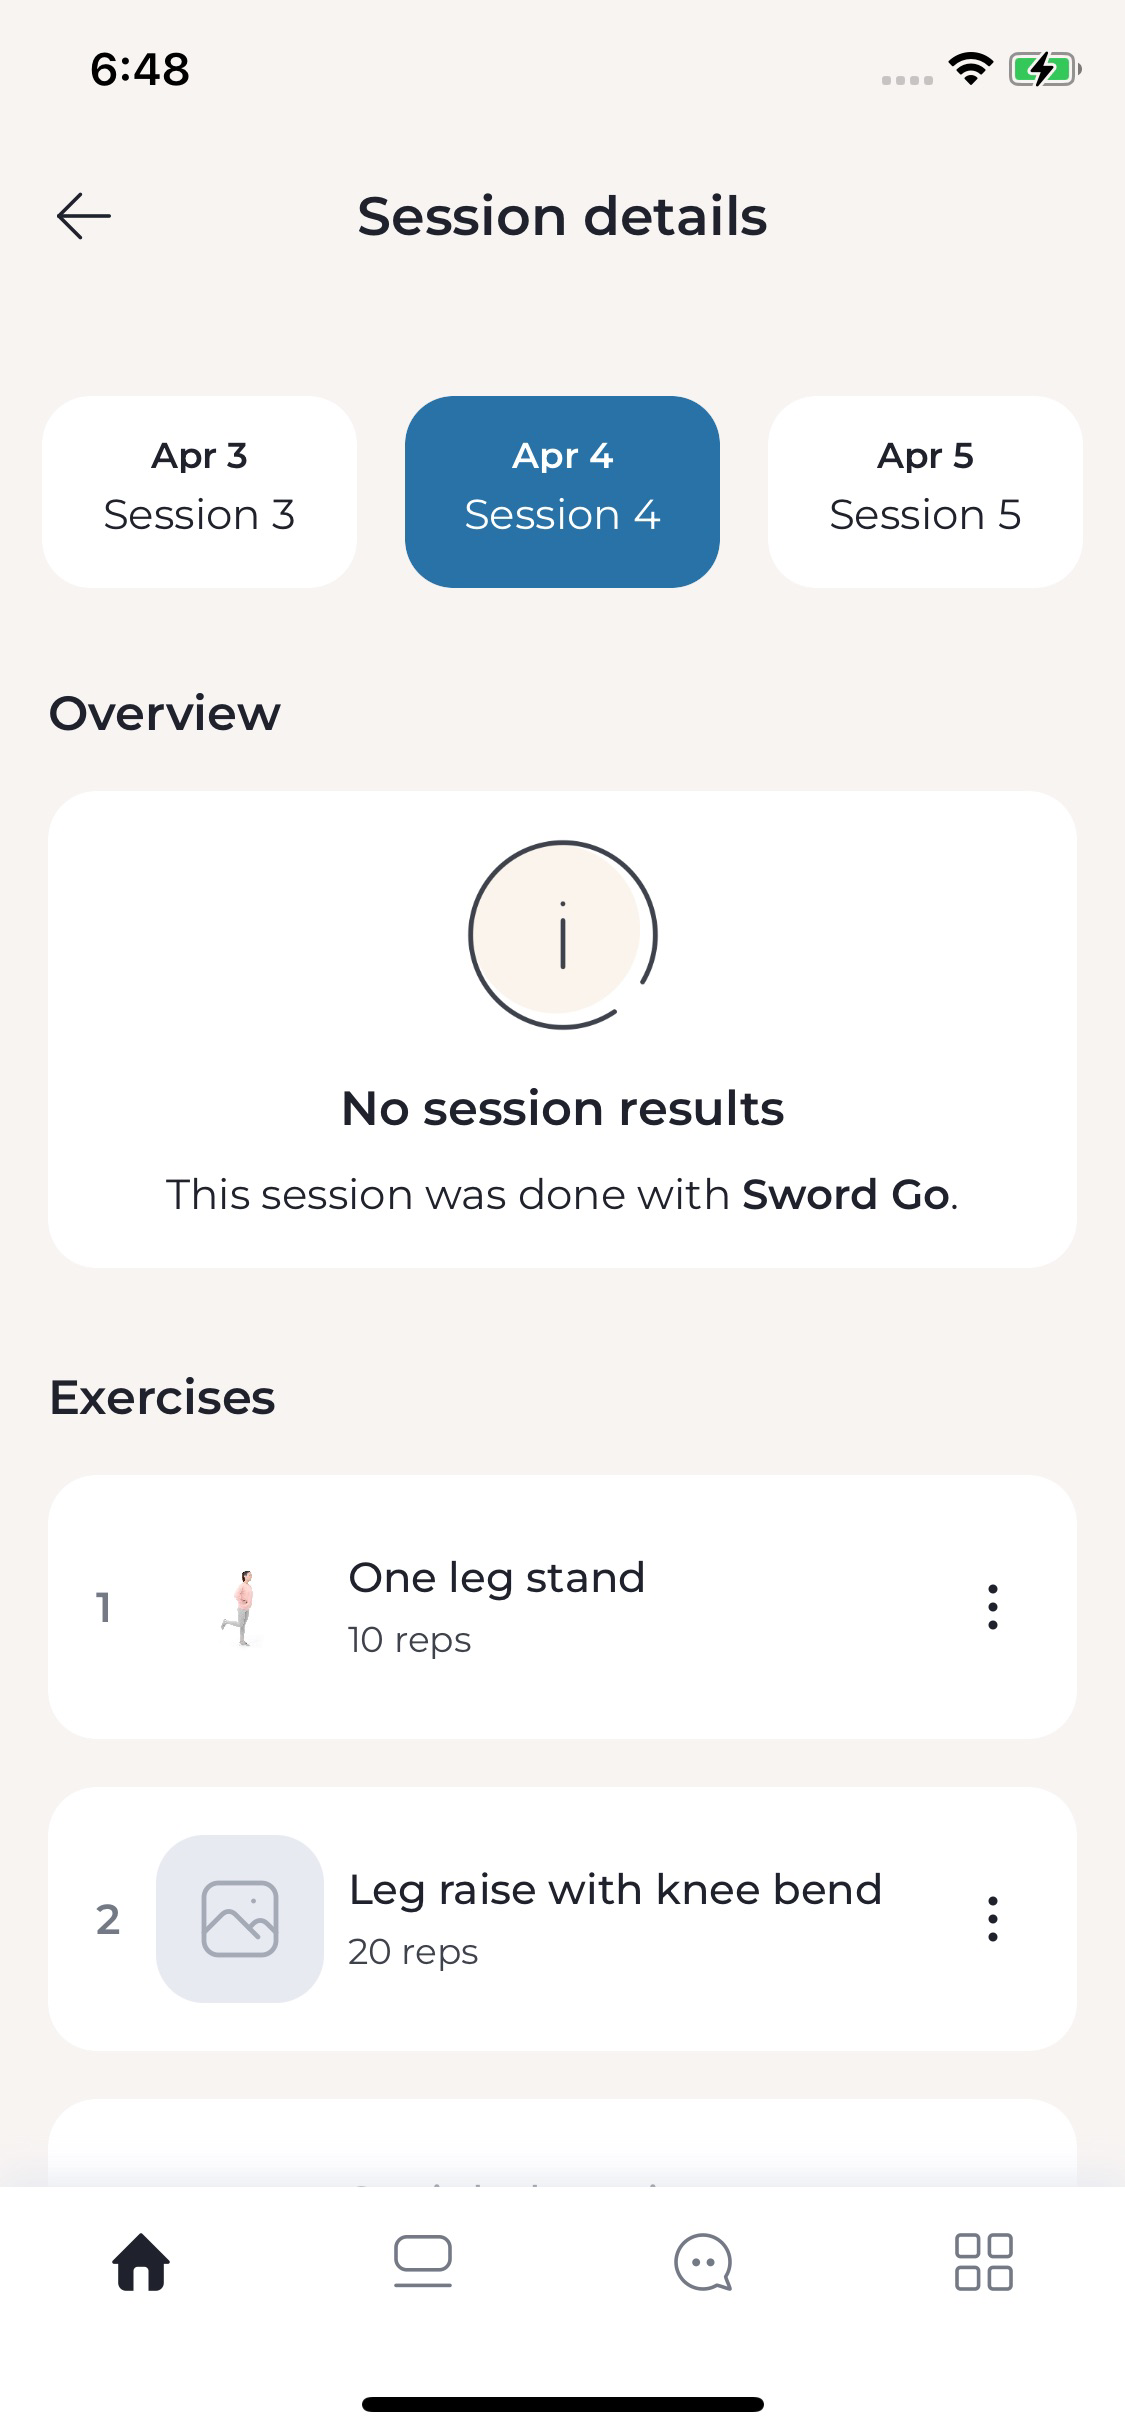 6:48
Session details
Apr 3
Session 3
Apr 4
Session 4
Apr 5
Session 5
Overview
No session results
This session was done with Sword Go.
Exercises
1
One leg stand
10 reps
2
Leg raise with knee bend
20 reps